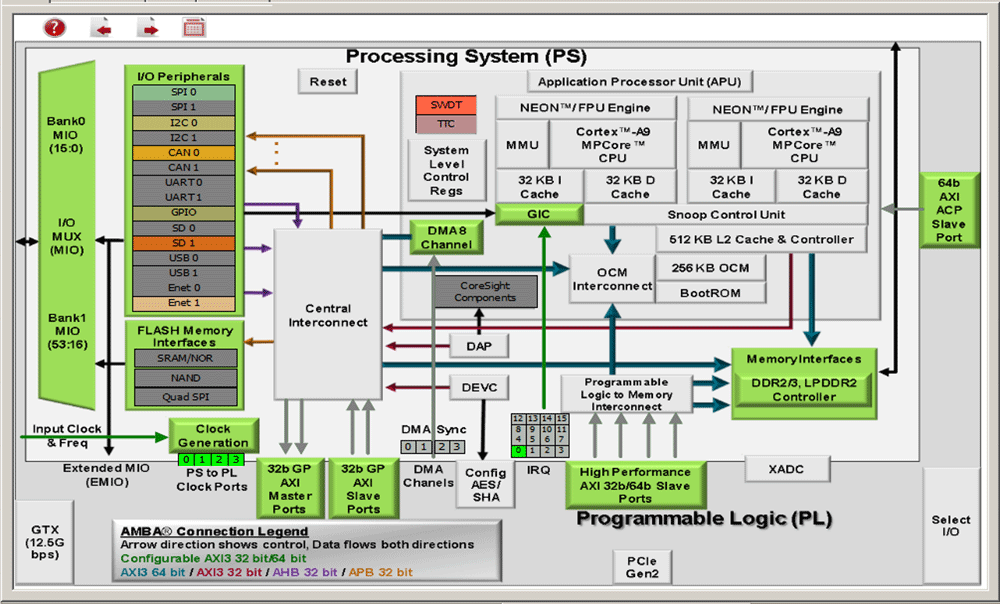 ?
Processing System (PS)
I/O Peripherals
SPI 0
SPI 1
I2C 0
I2C 1
CAN 0
CAN 1
UART 0
UART 1
GPIO
SD 0
SD 1
USB 0
USB 1
Enet 0
Enet 1
FLASH Memory
Interfaces
SRAM/NOR
NAND
Quad SPI
Bank0
MIO
(15:0)
I/O
MUX
(MIO)
Bank1
MIO
(53:16)
Reset
SWDT
TTC
System
Level
Control
Regs
Application Processor Unit (APU)
NEON™/FPU Engine
MMU
Cortex™-A9
MPCore™
CPU
32 KB I
Cache
32 KB D
Cache
NEON™/FPU Engine
MMU
Cortex™-A9
MPCore™
CPU
32 KB I
Cache
32 KB D
Cache
GIC
Snoop Control Unit
DMA8
Channel
512 KB L2 Cache & Controller
OCM
Interconnect
256 KB OCM
BootROM
64b
AXI
ACP
Slave
Port
Central
Interconnect
CoreSight
Components
DAP
DEVC
Programmable
Logic to Memory
Interconnect
Memory Interfaces
DDR2/3, LPDDR2
Controller
Input Clock
& Freq
Clock
Generation
0 1 2 3
PS to PL
Clock Ports
Extended MIO
(EMIO)
32b GP
AXI
Master
Ports
32b GP
AXI
Slave
Ports
DMA Sync
0 1 2 3
DMA
Channels
Config
AES/
SHA
12 13 14 15
8 9 10 11
4 5 6 7
0 1 2 3
IRQ
High Performance
AXI 32b/64b Slave
Ports
XADC
Programmable Logic (PL)
GTX
(12.5G
bps)
AMBA® Connection Legend
Arrow direction shows control, Data flows both directions
Configurable AXI3 32 bit/64 bit
AXI3 64 bit / AXI3 32 bit / AHB 32 bit / APB 32 bit
PCIe
Gen2
Select
I/O